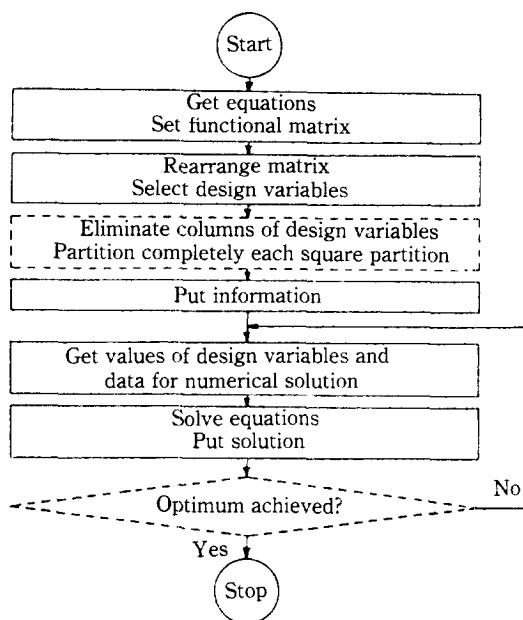 Start
Get equations
Set functional matrix
Rearrange matrix
Select design variables
Eliminate columns of design variables
Partition completely each square partition
Put information
Get values of design variables and
data for numerical solution
Solve equations
Put solution
Optimum achieved?
No
Yes
Stop